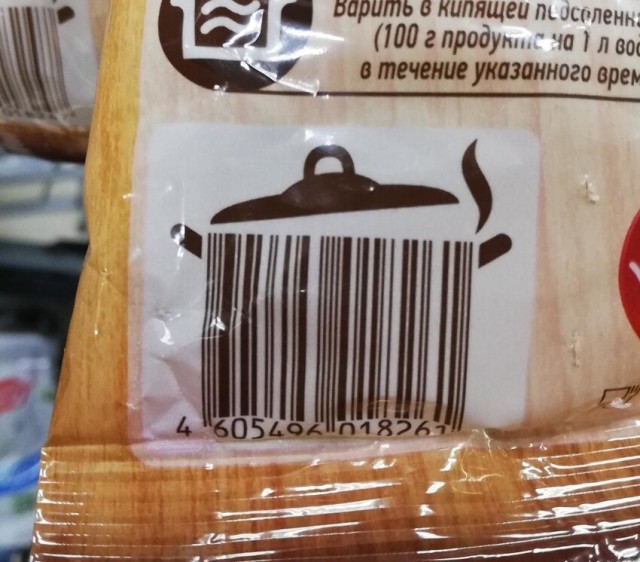 Варить в кипящей подсоленн
(100 г продукта на 1 л вод
в течение указанного врем
4 605496 018261